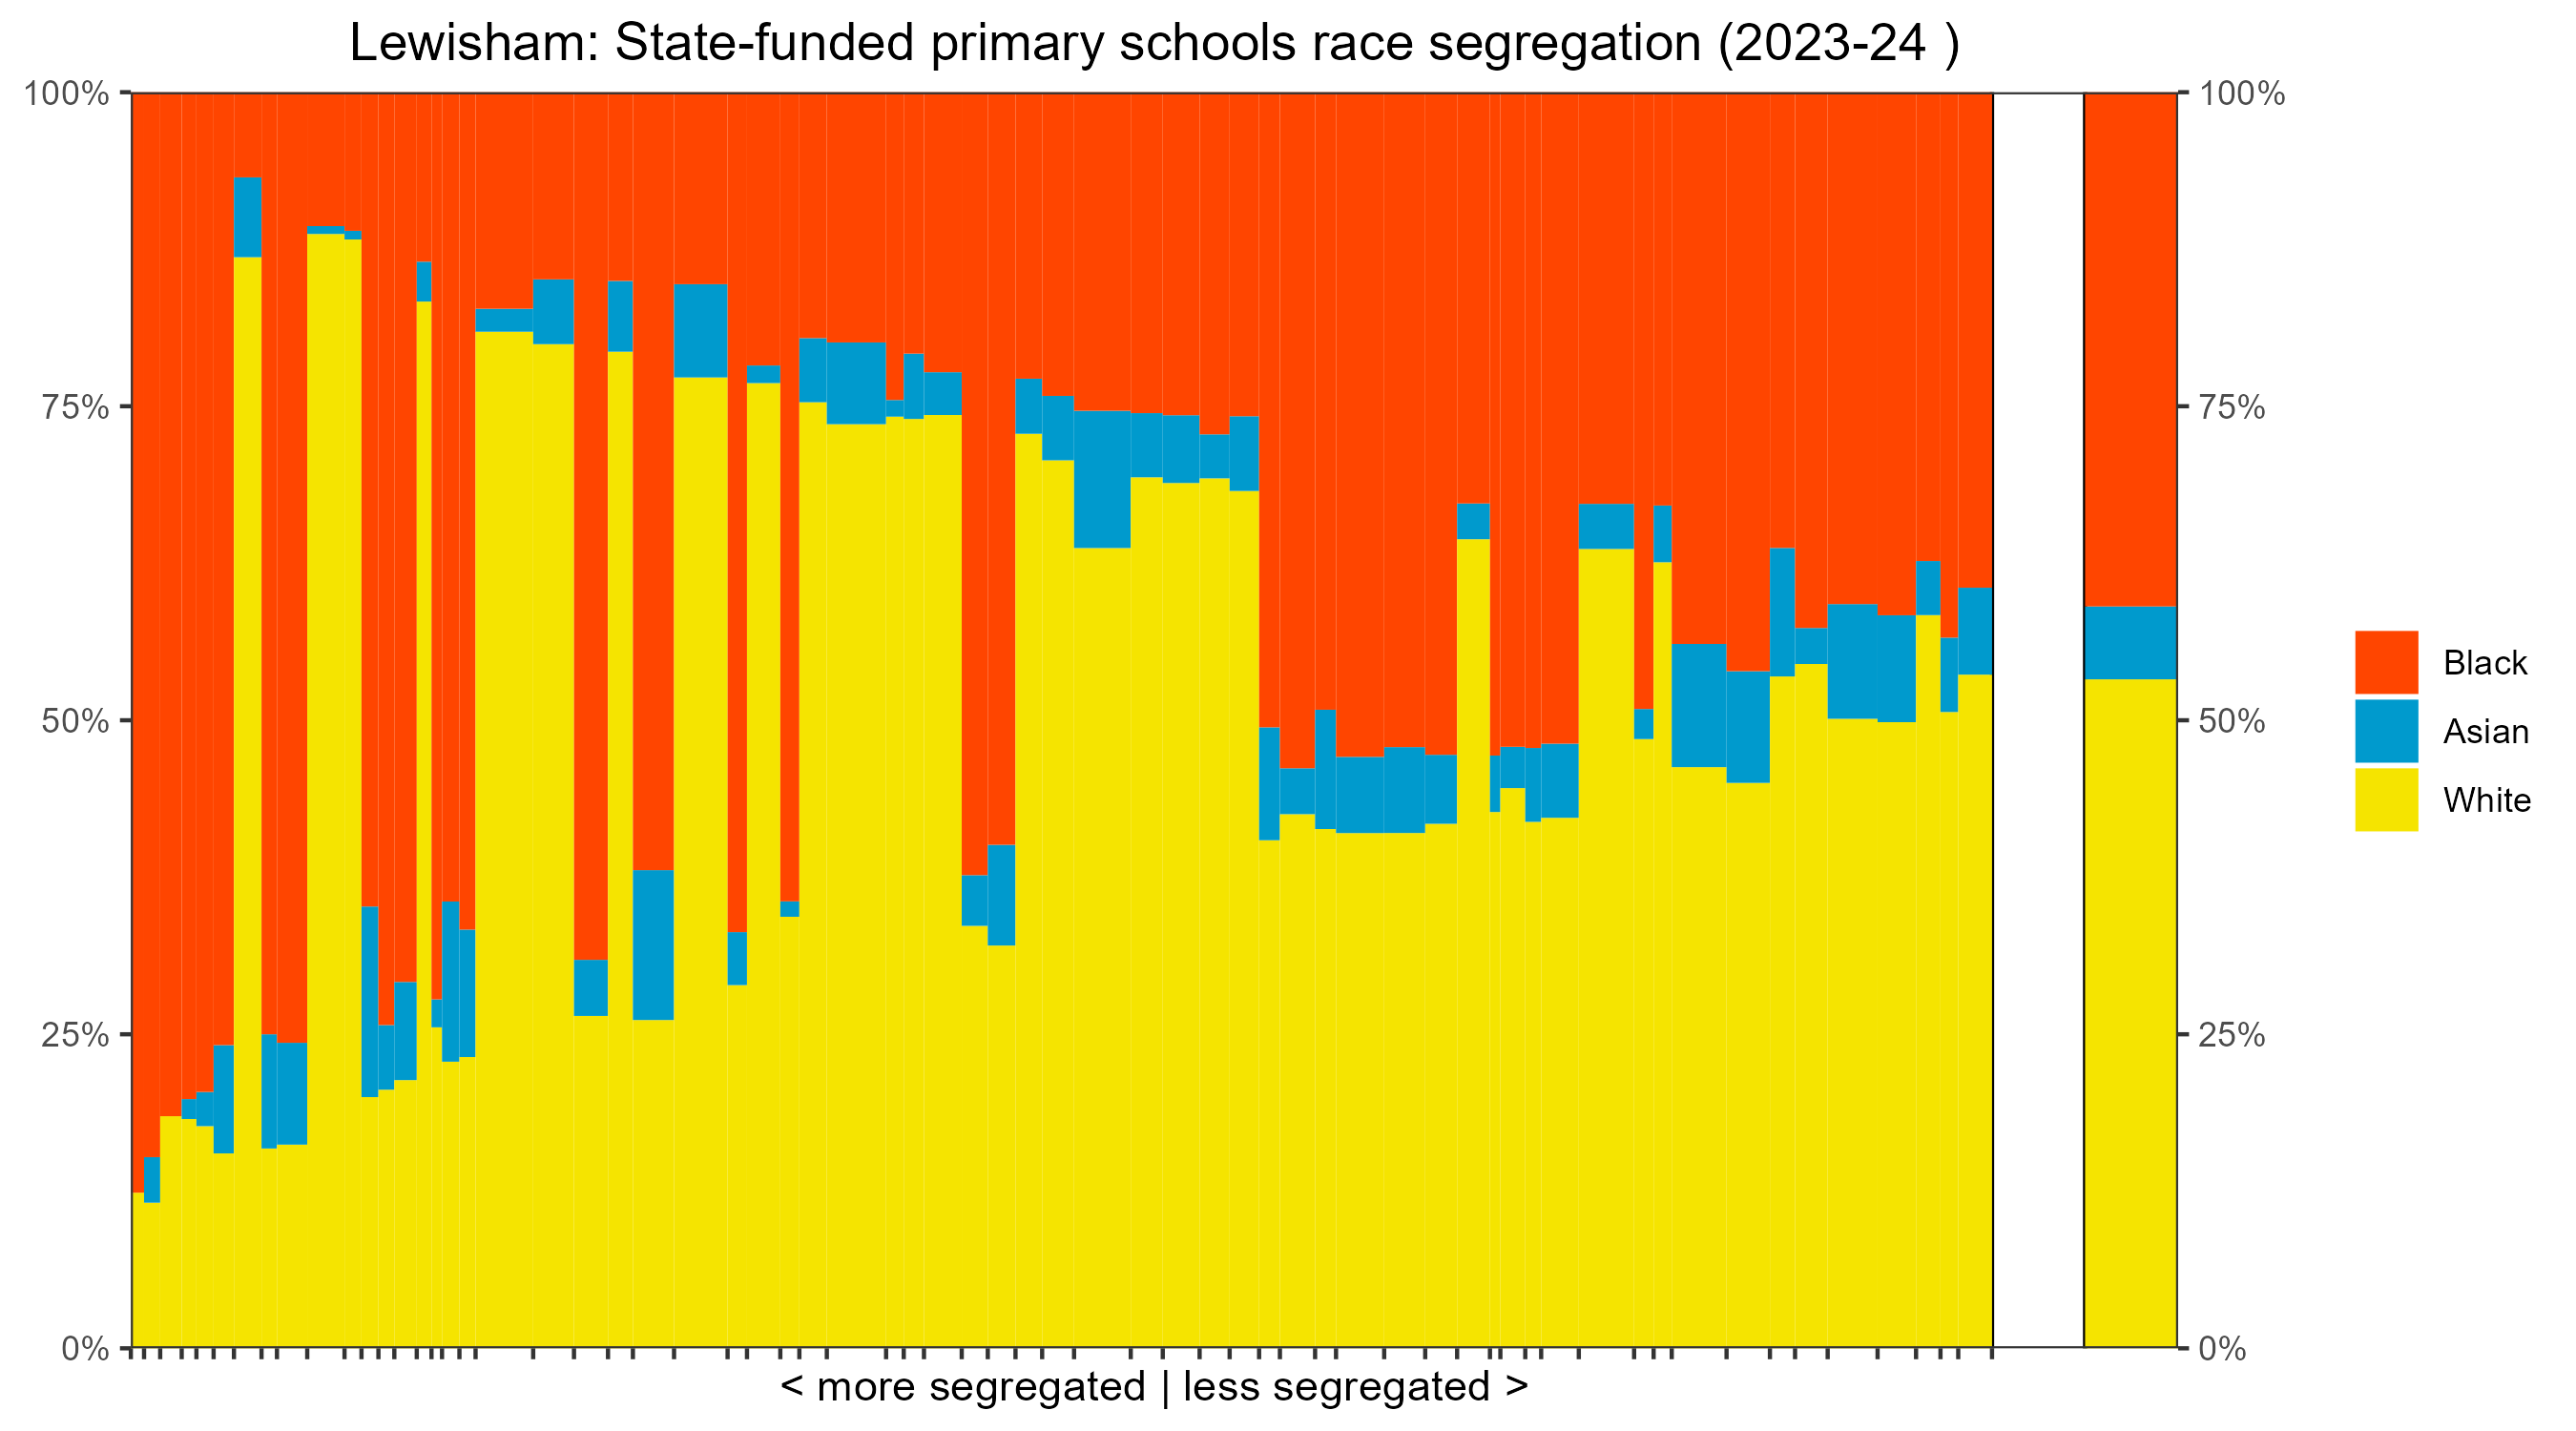 Lewisham: State-funded primary schools race segregation (2023-24 )
100%
100%
75%
75%
50%
50%
25%
25%
0%
0%
Black
Asian
White
< more segregated | less segregated >